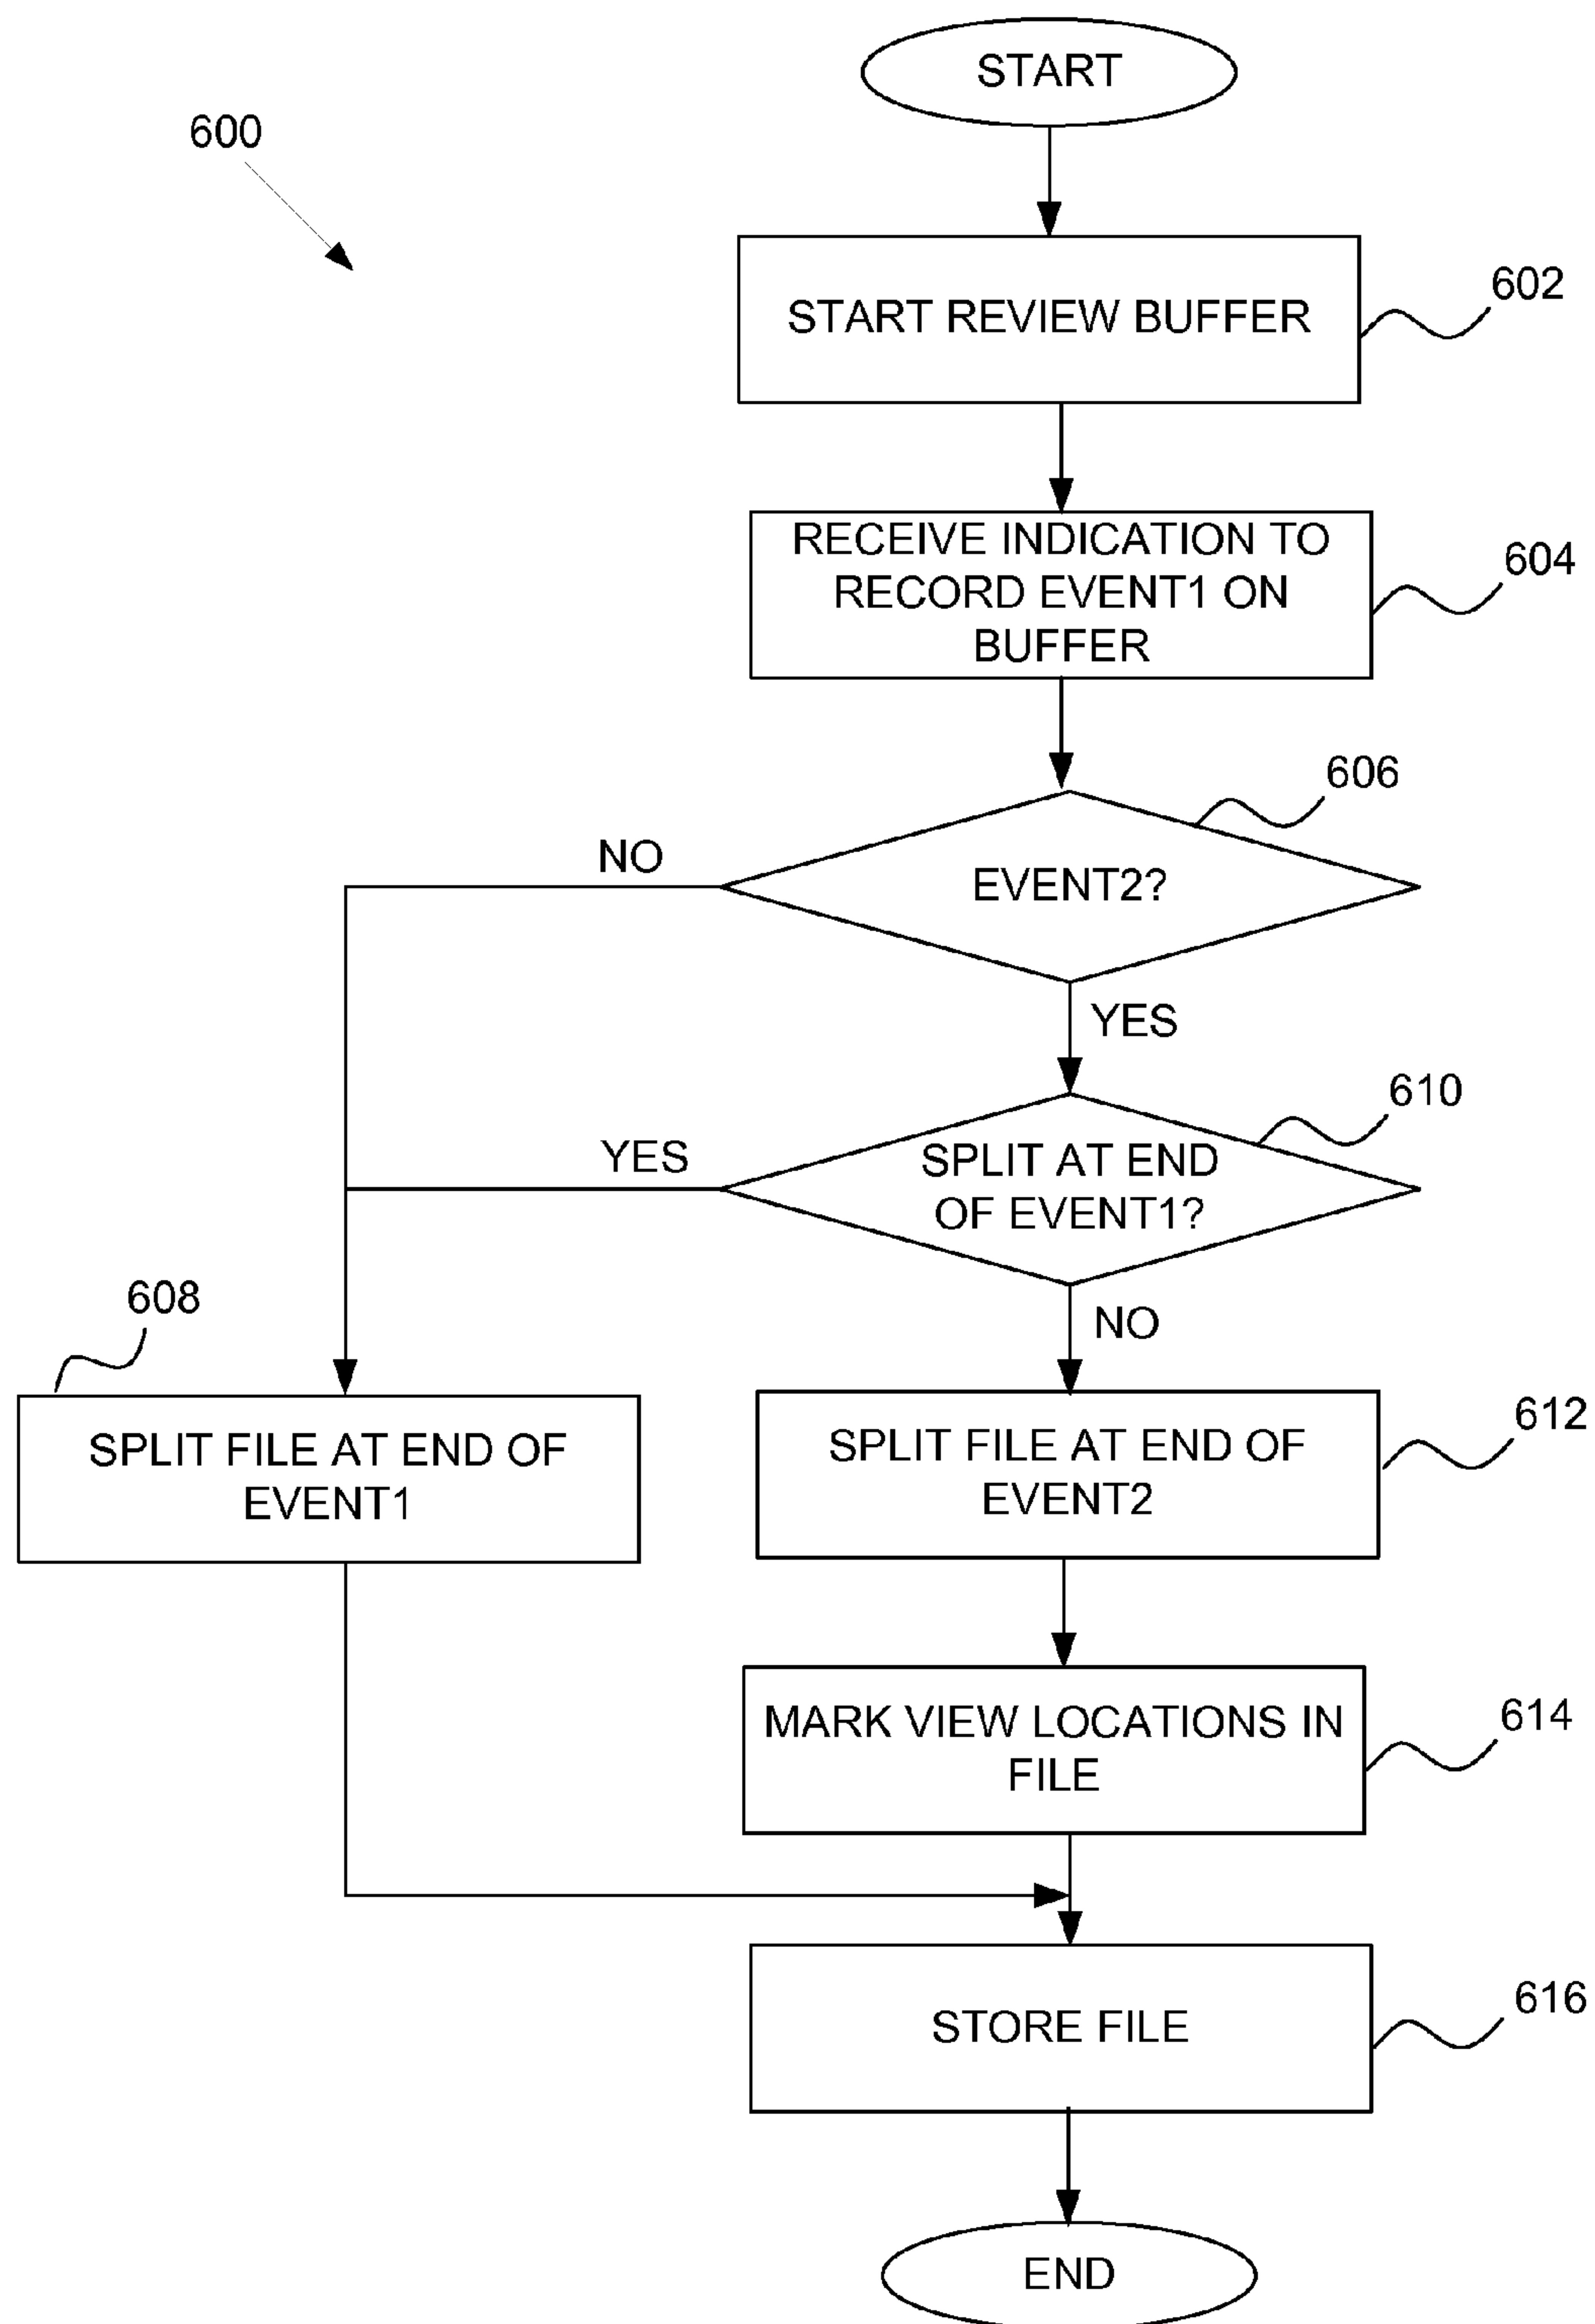 START
600
START REVIEW BUFFER
602
RECEIVE INDICATION TO
RECORD EVENT1 ON
BUFFER
604
606
NO
EVENT2?
YES
610
YES
SPLIT AT END
OF EVENT1?
NO
608
SPLIT FILE AT END OF
EVENT1
SPLIT FILE AT END OF
EVENT2
612
MARK VIEW LOCATIONS IN
FILE
614
STORE FILE
616
END